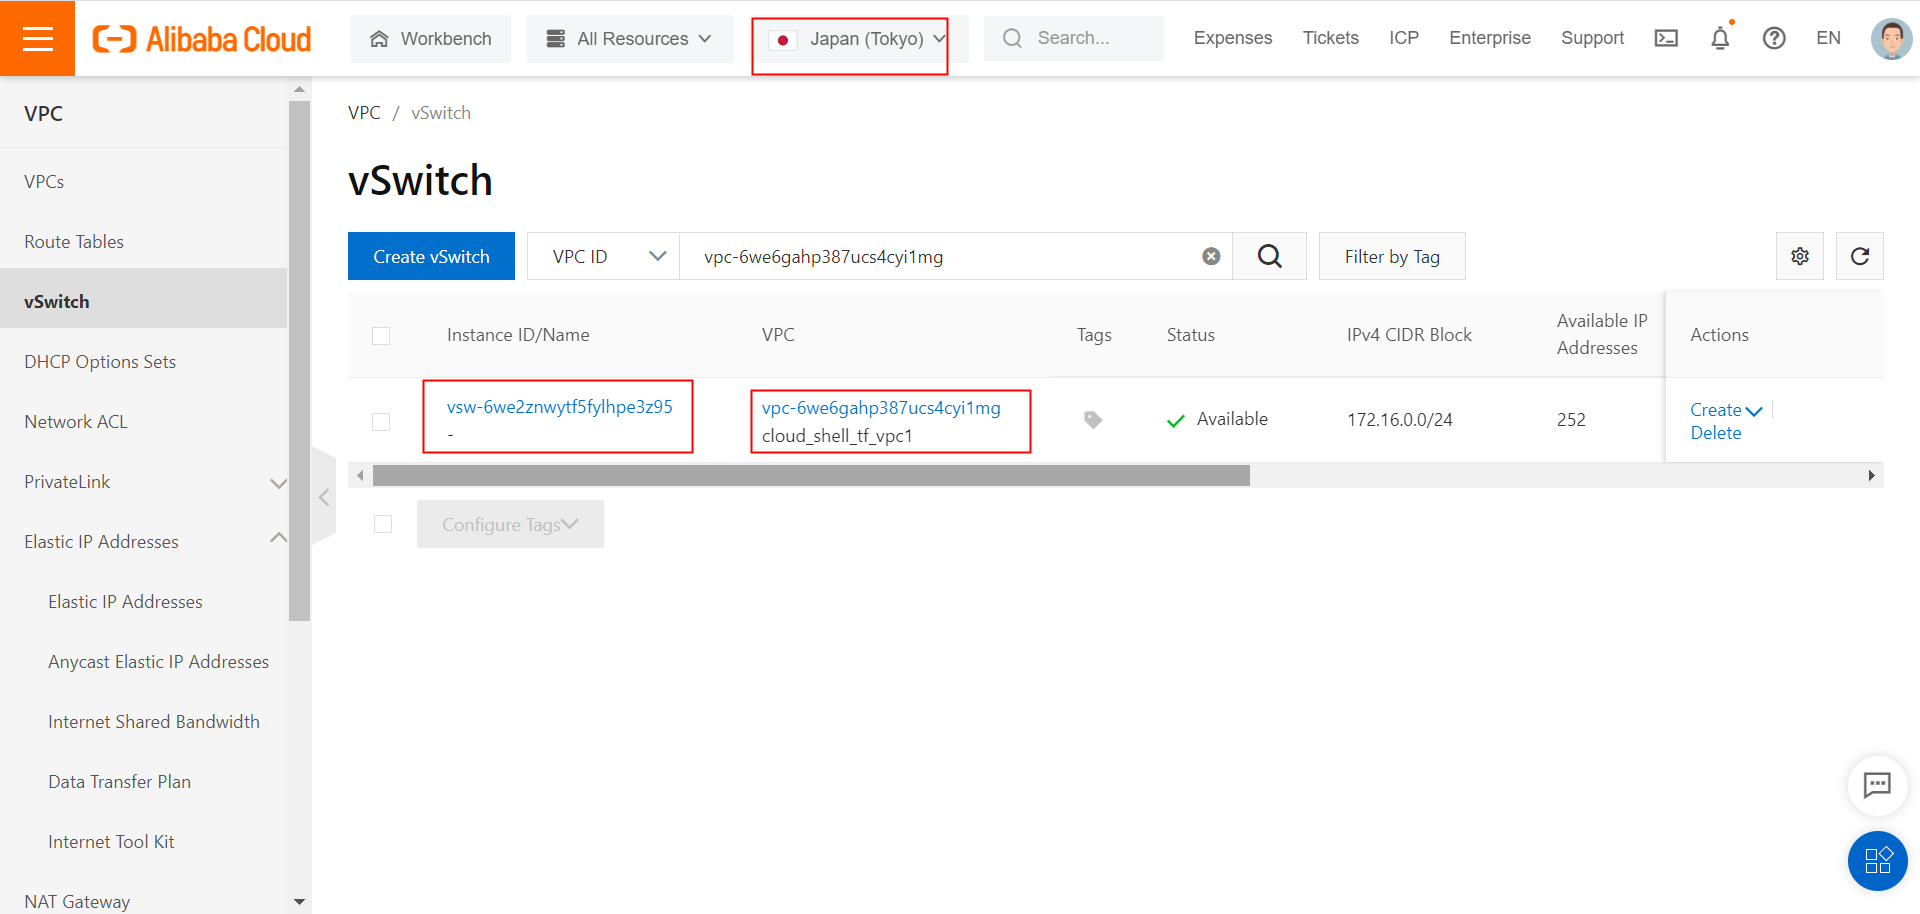 Alibaba Cloud
Workbench
All Resources
Japan (Tokyo)
Search...
Expenses
Tickets
ICP
Enterprise
Support
EN
VPC
VPCs
Route Tables
vSwitch
DHCP Options Sets
Network ACL
PrivateLink
Elastic IP Addresses
Elastic IP Addresses
Anycast Elastic IP Addresses
Internet Shared Bandwidth
Data Transfer Plan
Internet Tool Kit
NAT Gateway
VPC / vSwitch
vSwitch
Create vSwitch
VPC ID
vpc-6we6gahp387ucs4cyi1mg
Filter by Tag
Instance ID/Name
VPC
Tags
Status
IPv4 CIDR Block
Available IP
Addresses
Actions
vsw-6we2znwytf5fylhpe3z95
-
vpc-6we6gahp387ucs4cyi1mg
cloud_shell_tf_vpc1
Available
172.16.0.0/24
252
Create
Delete
Configure Tags